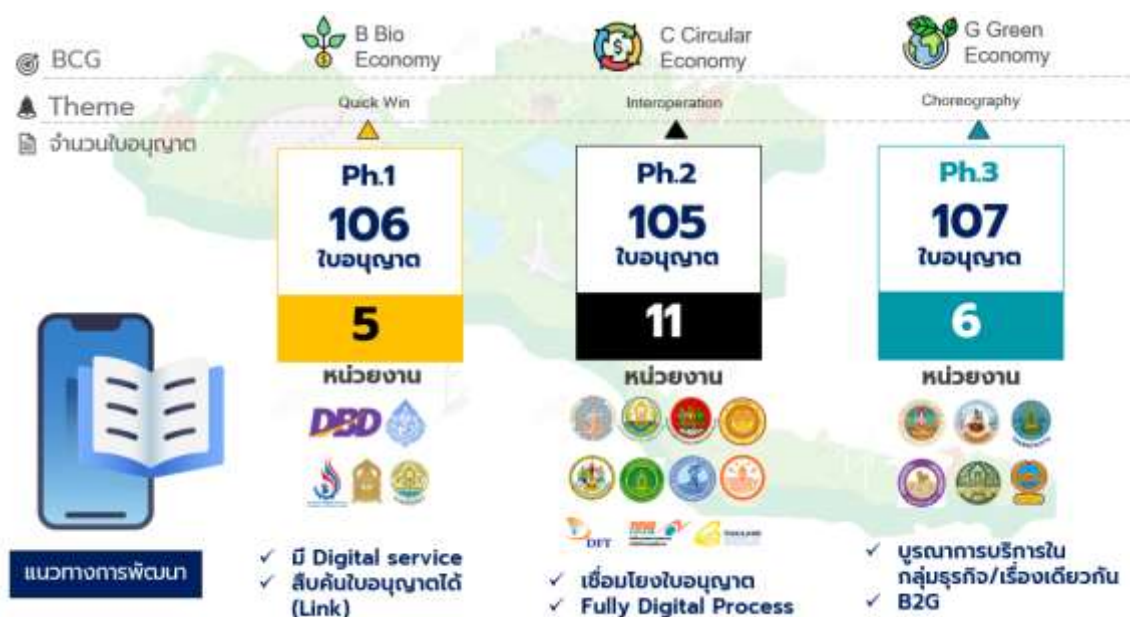 BCG
B Bio
Economy
C Circular
Economy
G Green
Economy
Theme
Quick Win
Interoperation
Choreography
จำนวนใบอนุญาต
Ph.1
106
ใบอนุญาต
5
หน่วยงาน
DBD
Ph.2
105
ใบอนุญาต
11
หน่วยงาน
DFT
THAILAND
Ph.3
107
ใบอนุญาต
6
หน่วยงาน
แนวทางการพัฒนา
✓ มี Digital service
✓ สืบค้นใบอนุญาตได้
(Link)
✓ เชื่อมโยงใบอนุญาต
✓ Fully Digital Process
✓ บูรณาการบริการใน
กลุ่มธุรกิจ/เรื่องเดียวกัน
✓ B2G